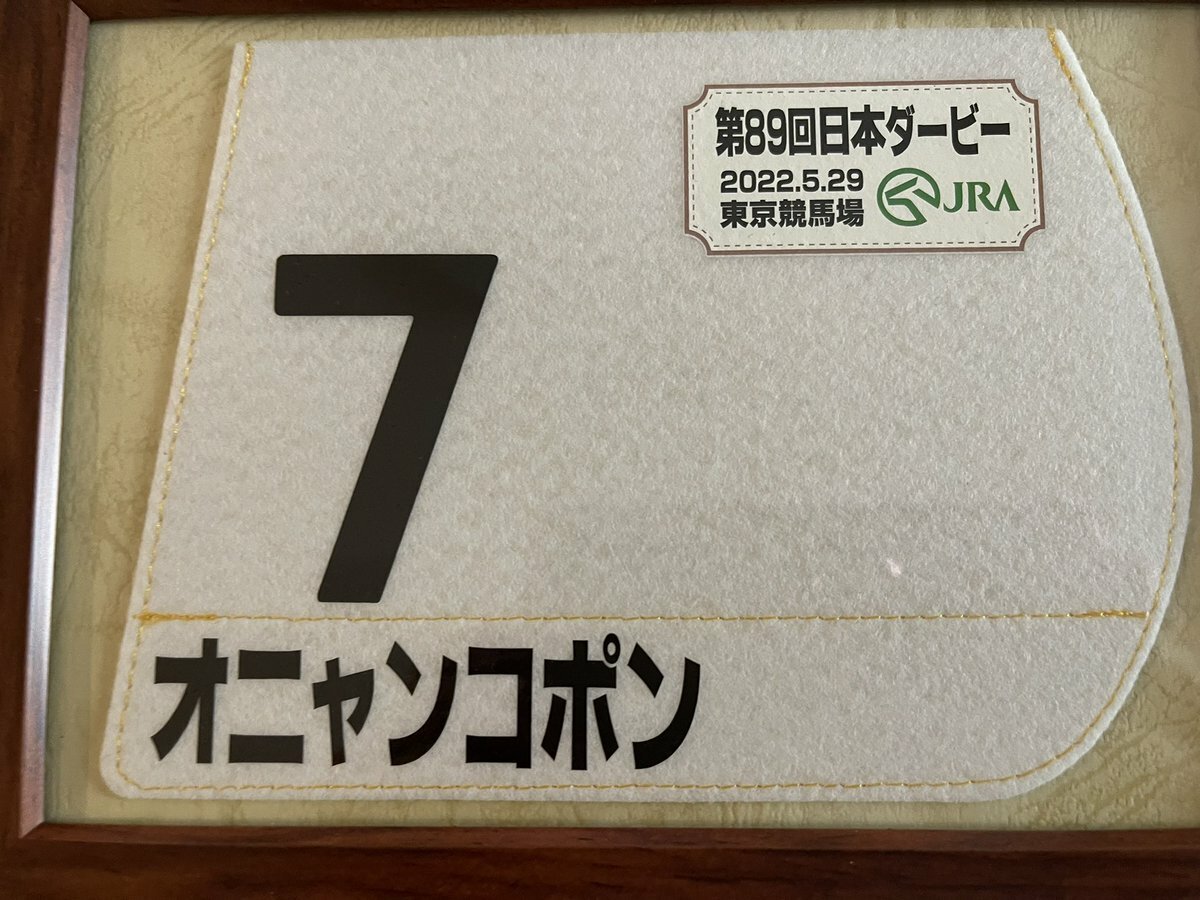 第89回日本ダービー
2022.5.29
東京競馬場
JRA
7
オニャンコポン